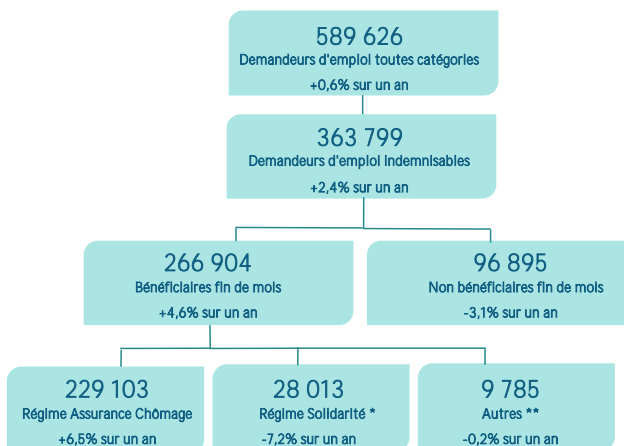 589 626
Demandeurs d'emploi toutes catégories
+0,6% sur un an
363 799
Demandeurs d'emploi indemnisables
+2,4% sur un an
266 904
Bénéficiaires fin de mois
+4,6% sur un an
96 895
Non bénéficiaires fin de mois
-3,1% sur un an
229 103
Régime Assurance Chômage
+6,5% sur un an
28 013
Régime Solidarité *
-7,2% sur un an
9 785
Autres **
-0,2% sur un an